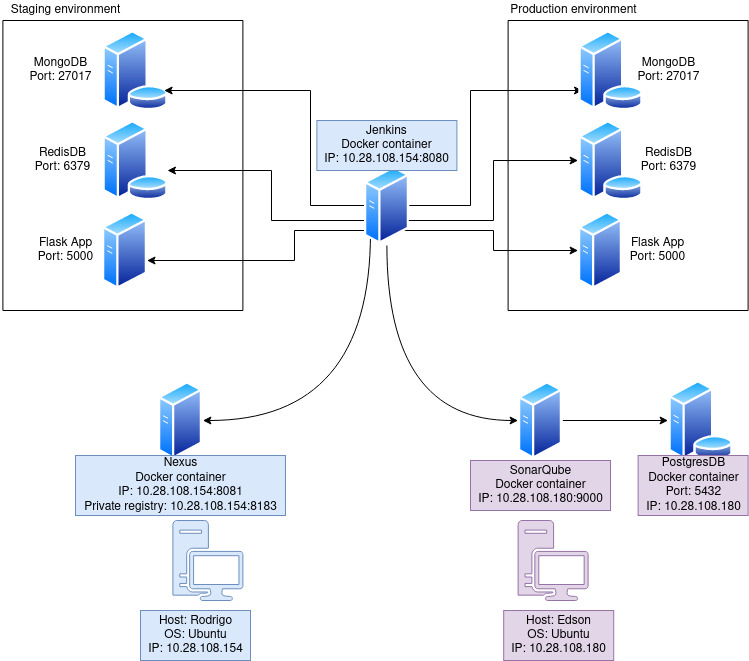 Staging environment
Production environment
MongoDB
Port: 27017
RedisDB
Port: 6379
Flask App
Port: 5000
Jenkins
Docker container
IP: 10.28.108.154:8080
MongoDB
Port: 27017
RedisDB
Port: 6379
Flask App
Port: 5000
Nexus
Docker container
IP: 10.28.108.154:8081
Private registry: 10.28.108.154:8183
SonarQube
Docker container
IP: 10.28.108.180:9000
PostgresDB
Docker container
Port: 5432
IP: 10.28.108.180
Host: Rodrigo
OS: Ubuntu
IP: 10.28.108.154
Host: Edson
OS: Ubuntu
IP: 10.28.108.180